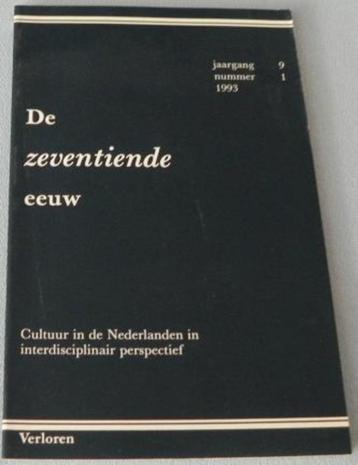 jaargang 9
nummer 1
1993
De
zeventiende
eeuw
Cultuur in de Nederlanden in
interdisciplinair perspectief
Verloren